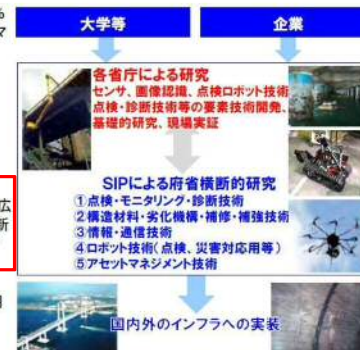 %
マ
大学等
企業
各省庁による研究
センサ、画像認識、点検ロボット技術
点検・診断技術等の要素技術開発、
基礎的研究、現場実証
広
断
SIPによる府省横断的研究
①点検・モニタリング・診断技術
②構造材料・劣化機構・補修・補強技術
③情報・通信技術
④ロボット技術(点検、災害対応用等)
⑤アセットマネジメント技術
国内外のインフラへの実装